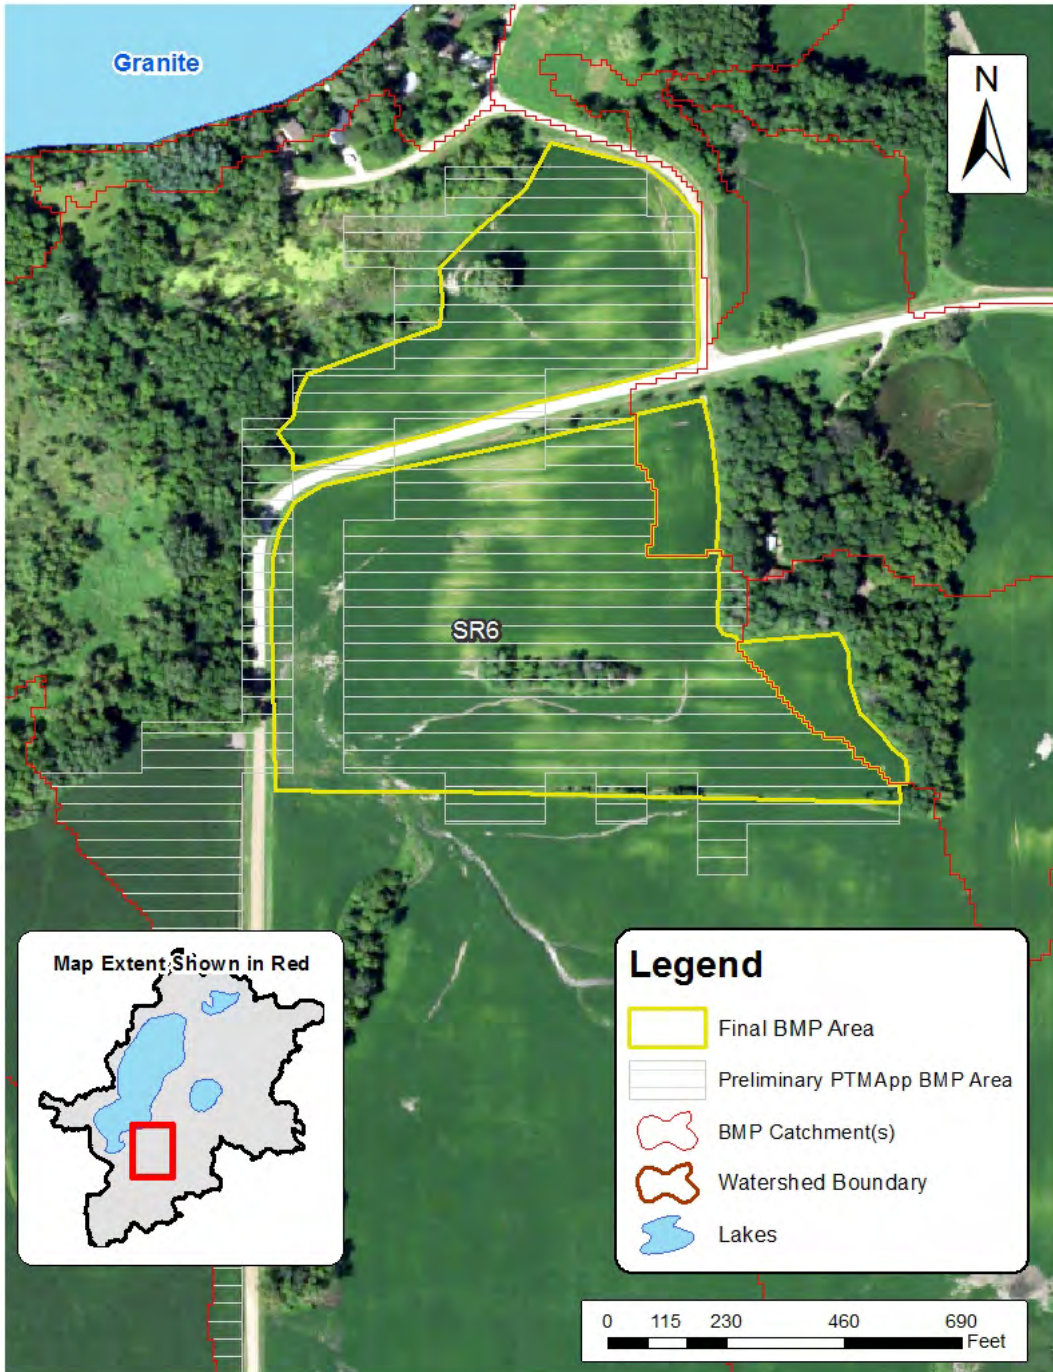 Granite
N
SR6
Map Extent Shown in Red
Legend
Final BMP Area
Preliminary PTMApp BMP Area
BMP Catchment(s)
Watershed Boundary
Lakes
0 115 230 460 690
Feet